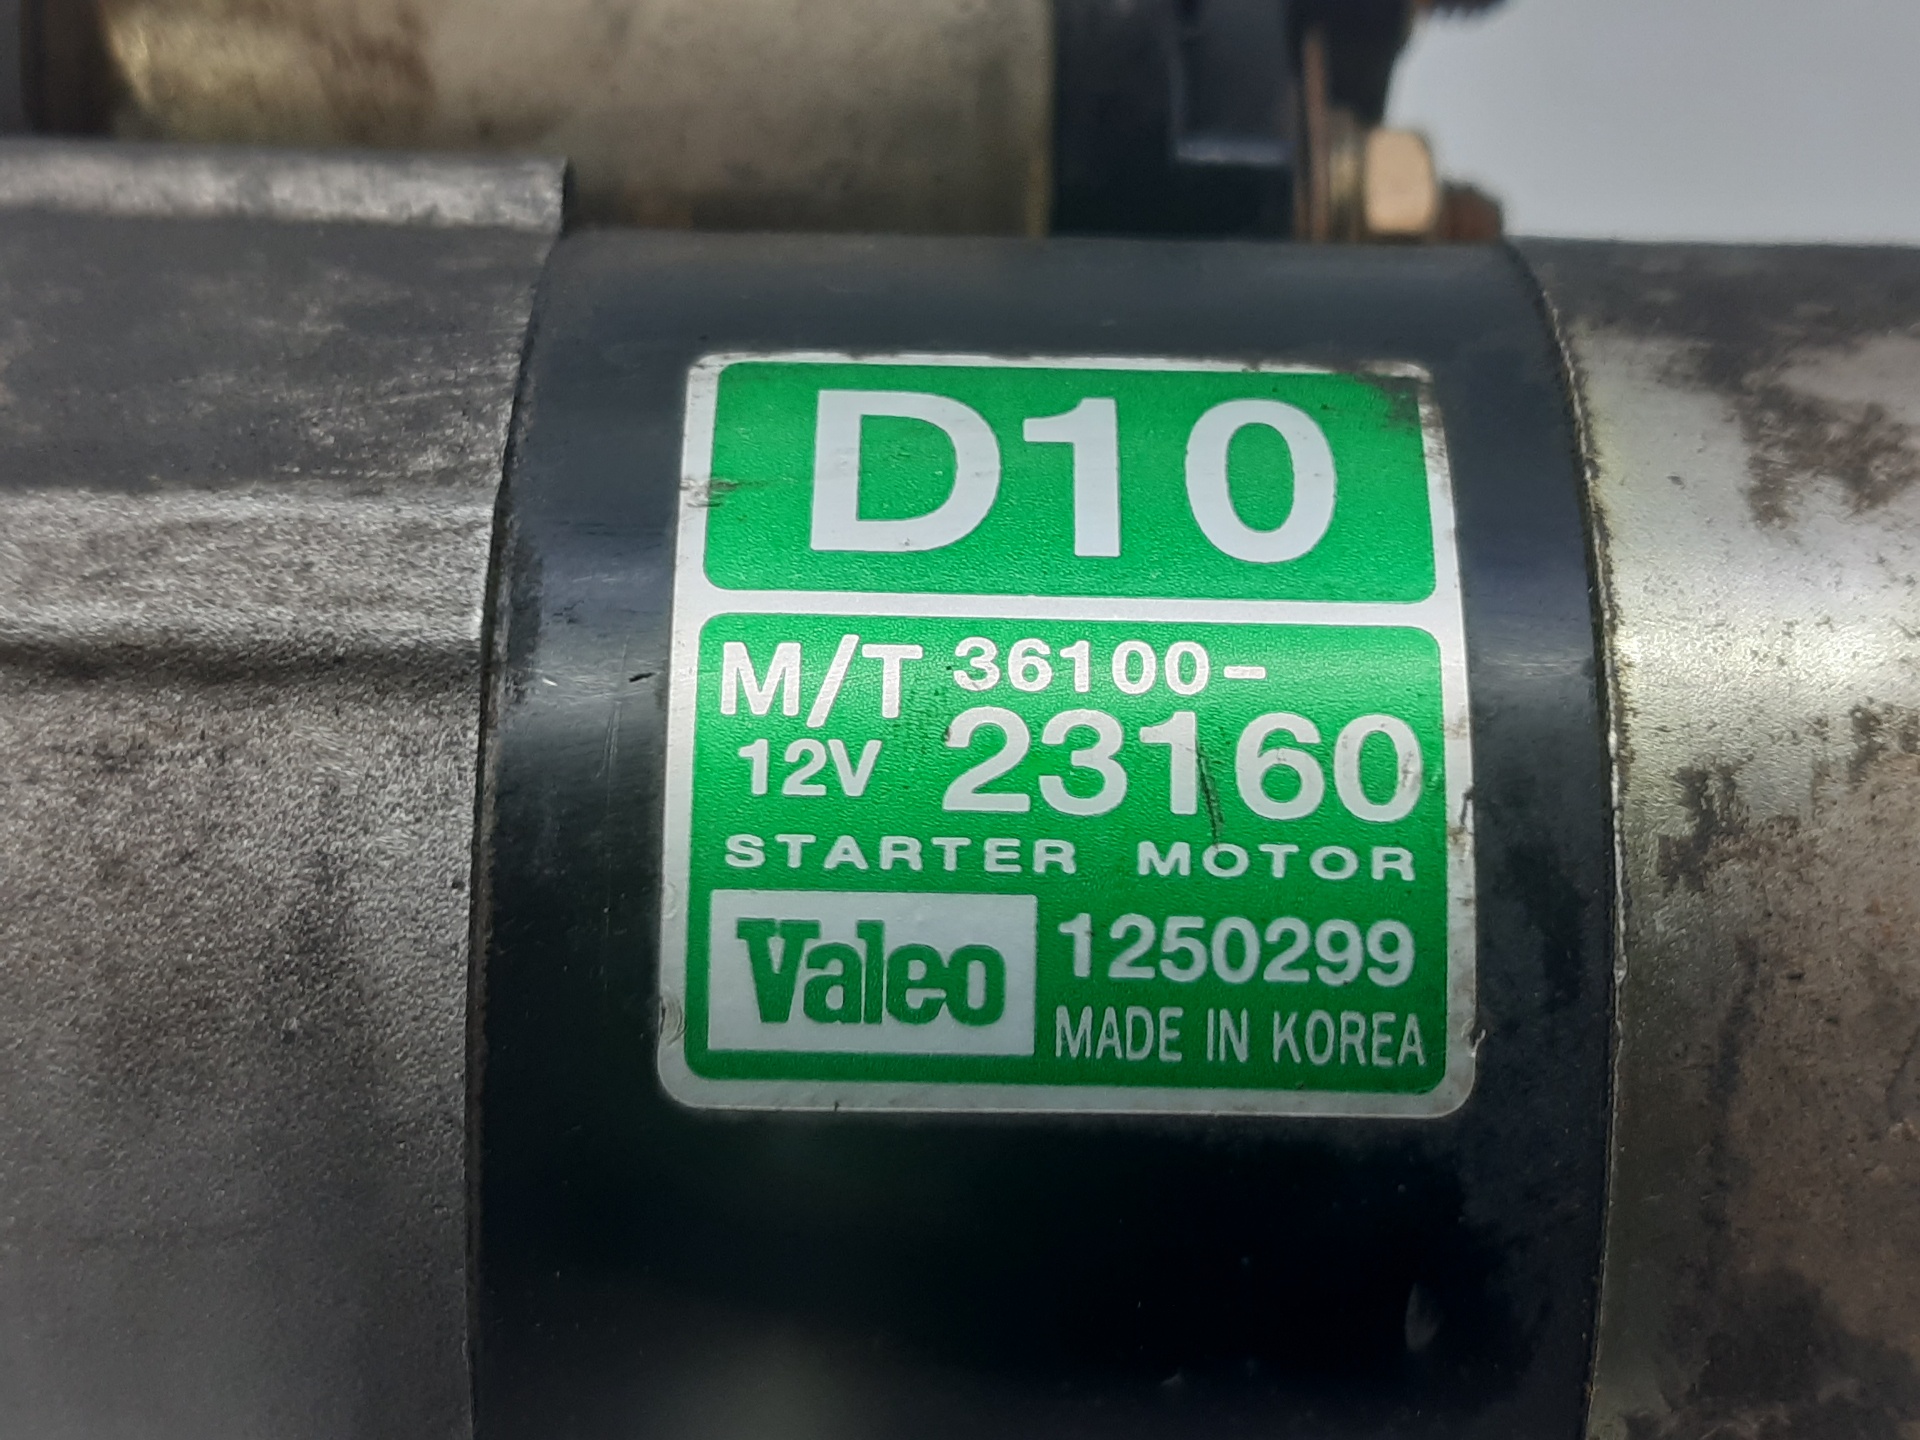 D10
M/T 36100-
12V 23160
STARTER MOTOR
Valeo 1250299
MADE IN KOREA